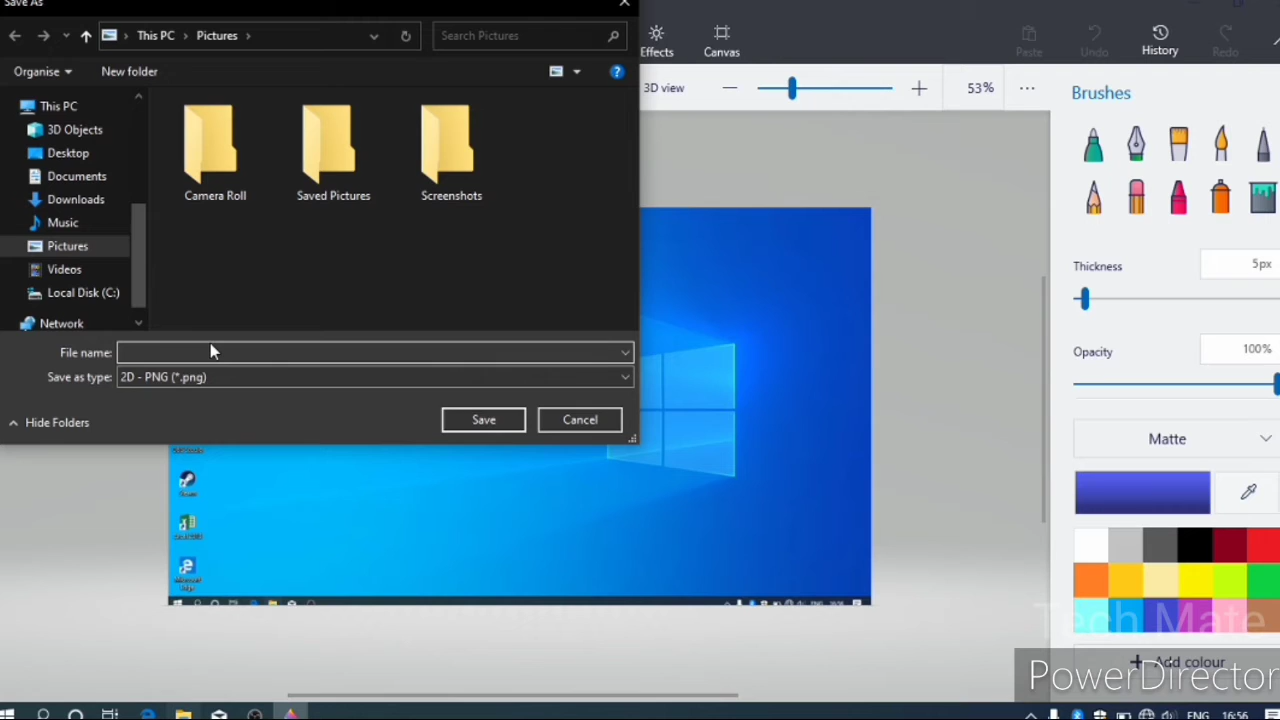 Save As
This PC
Pictures
Search Pictures
Organise
New folder
This PC
3D Objects
Desktop
Documents
Downloads
Music
Pictures
Videos
Local Disk (C:)
Network
Camera Roll
Saved Pictures
Screenshots
File name:
Save as type: 2D - PNG (*.png)
Hide Folders
Save
Cancel
Effects
Canvas
Paste
Undo
History
Redo
3D view
53%
Brushes
Thickness
5px
Opacity
100%
Matte
Add colour
Tech Mate
PowerDirector
ENG
16:56